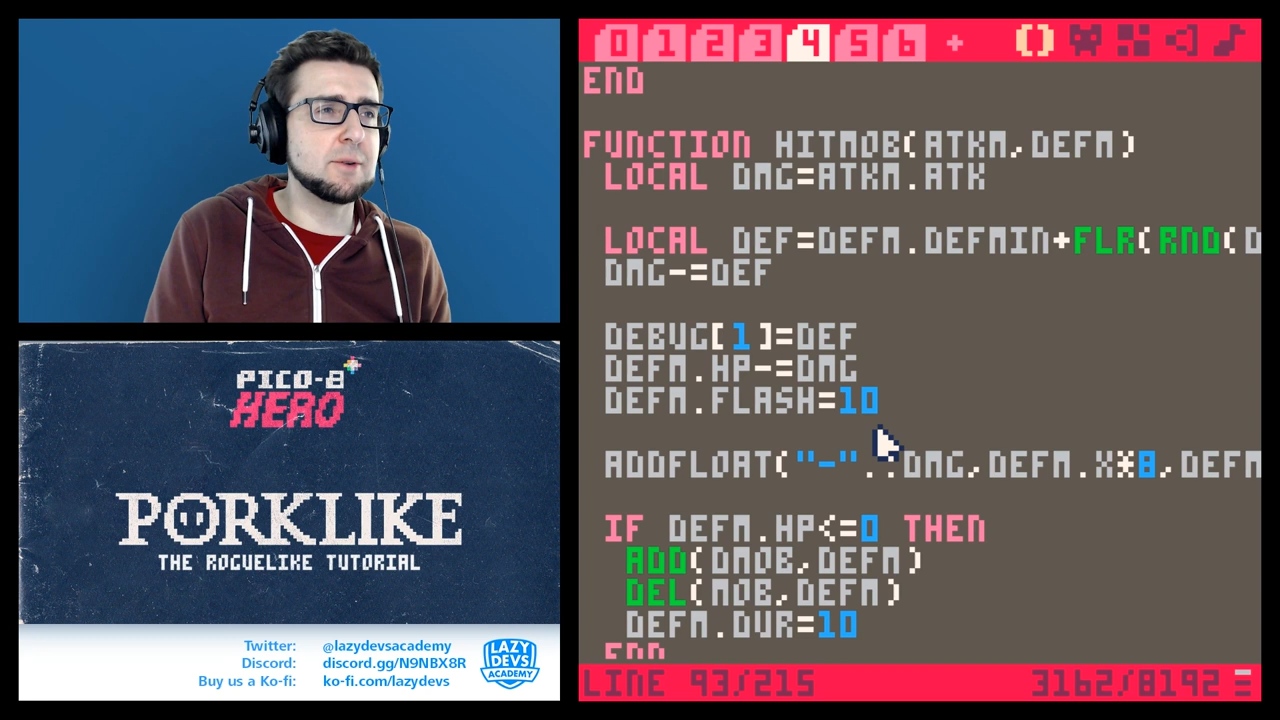 PICO-8
HERO
PORKLIKE
THE ROGUELIKE TUTORIAL
Twitter: @lazydevsacademy
Discord: discord.gg/N9NBX8R
Buy us a Ko-fi: ko-fi.com/lazydevs
LAZY
DEVS
ACADEMY
0 1 2 3 4 5 6 + ()
END
FUNCTION HITMOB(ATKM,DEFM)
LOCAL DMG=ATKM.ATK
LOCAL DEF=DEFM.DEFMIN+FLR(RND(D
DMG-=DEF
DEBUG[1]=DEF
DEFM.HP-=DMG
DEFM.FLASH=10
ADDFLOAT("-"..DMG,DEFM.X*8,DEFM
IF DEFM.HP<=0 THEN
ADD(DMOB,DEFM)
DEL(MOB,DEFM)
DEFM.DUR=10
END
LINE 93/215 3162/8192